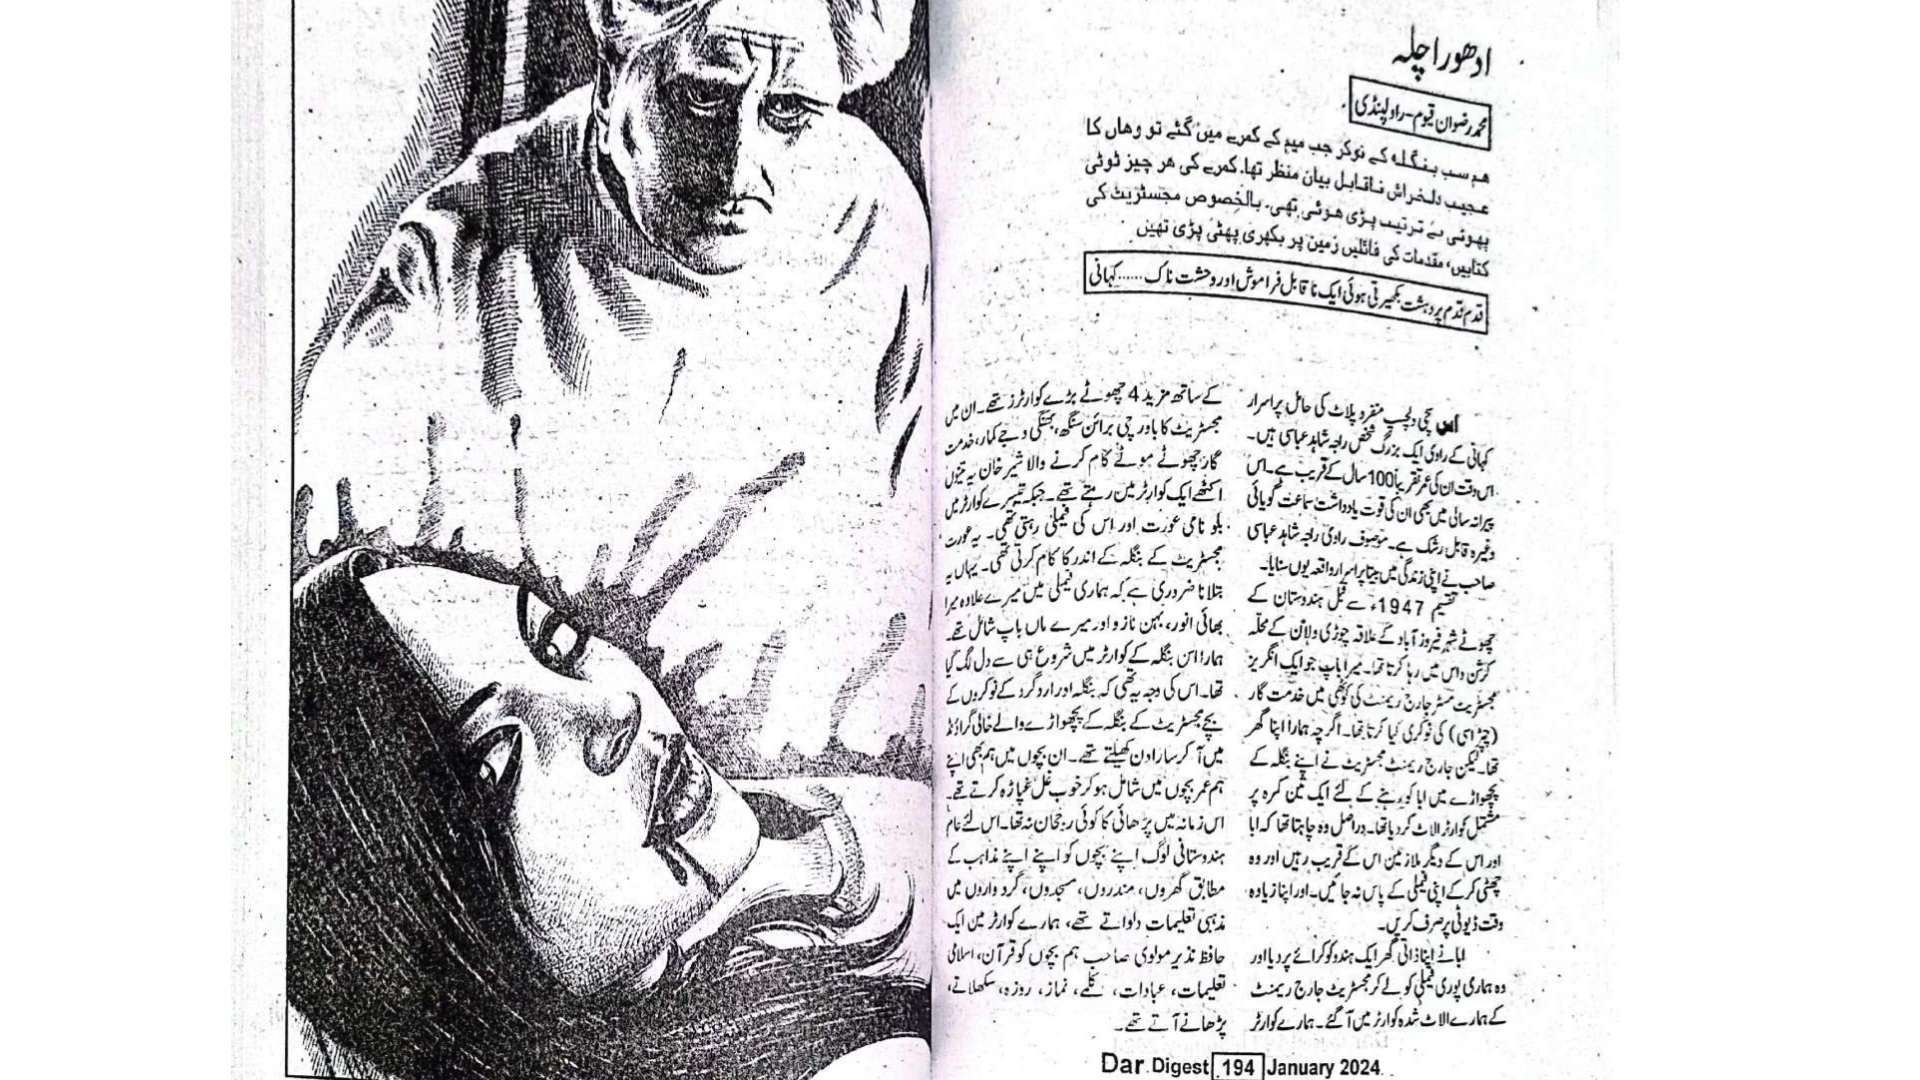 ادھورا چلہ
محمد رضوان قیوم-راولپنڈی
ھم سب بنگلہ کے نوکر جب میم کے کمرے میں گئے تو وھاں کا
عجیب دلخراش ناقابل بیان منظر تھا۔ کمرے کی ھر چیز ٹوٹی
پھوٹی بے ترتیب پڑی ھوئی تھی۔ بالخصوص مجسٹریٹ کی
کتابیں، مقدمات کی فائلیں زمین پر بکھری پھٹی پڑی تھیں
قدم قدم پر دہشت بکھیرتی ہوئی ایک ناقابل فراموش اور وحشت ناک......کہانی
اس سچی دلچسپ منفرد پلاٹ کی حامل پراسرار
کہانی کے راوی ایک بزرگ شخص راجہ شاہد عباسی ہیں۔
اس وقت ان کی عمر تقریباً 100 سال کے قریب ہے۔ اس
پیرانہ سالی میں بھی ان کی قوت یادداشت سماعت گویائی
وغیرہ قابل رشک ہے۔ موصوف راوی راجہ شاہد عباسی
صاحب نے اپنی زندگی میں بیتا پراسرار واقعہ یوں سنایا۔
تقسیم 1947ء سے قبل ہندوستان کے
چھوٹے شہر فیروز آباد کے علاقہ چوڑی والان کے محلّہ
کرشن داس میں رہا کرتا تھا۔ میرا باپ جو ایک انگریز
مجسٹریٹ مسٹر جارج ریمنٹ کی کوٹھی میں خدمت گار
(چپڑاسی) کی نوکری کیا کرتا تھا۔ اگرچہ ہمارا اپنا گھر
تھا۔ لیکن جارج ریمنٹ مجسٹریٹ نے اپنے بنگلہ کے
پچھواڑے میں ابا کو رہنے کے لئے ایک تین کمرہ پر
مشتمل کوارٹر الاٹ کردیا تھا۔ دراصل وہ چاہتا تھا کہ ابا
اور اس کے دیگر ملازمین اس کے قریب رہیں اور وہ
چھٹی کرکے اپنی فیملی کے پاس نہ جائیں۔ اور اپنا زیادہ
وقت ڈیوٹی پر صرف کریں۔
ابا نے اپنا ذاتی گھر ایک ہندو کو کرائے پر دیا اور
وہ ہماری پوری فیملی کو لے کر مجسٹریٹ جارج ریمنٹ
کے ہمارے الاٹ شدہ کوارٹر میں آگئے۔ ہمارے کوارٹر
کے ساتھ مزید 4 چھوٹے بڑے کوارٹرز تھے۔ ان میں
مجسٹریٹ کا باورچی برائن سنگھ، بھنگی وجے کمار، خدمت
گار چھوٹے موٹے کام کرنے والا شیر خان یہ تینوں
اکٹھے ایک کوارٹر میں رہتے تھے۔ جبکہ تیسرے کوارٹر میں
بلو نامی عورت اور اس کی فیملی رہتی تھی۔ یہ عورت
مجسٹریٹ کے بنگلہ کے اندر کا کام کرتی تھی۔ یہاں یہ
بتلانا ضروری ہے کہ ہماری فیملی میں میرے علاوہ میرا
بھائی انور، بہن نازو اور میرے ماں باپ شامل تھے۔
ہمارا اس بنگلہ کے کوارٹر میں شروع ہی سے دل لگ گیا
تھا۔ اس کی وجہ یہ تھی کہ بنگلہ اور اردگرد کے نوکروں کے
بچے مجسٹریٹ کے بنگلہ کے پچھواڑے والے خالی گراؤنڈ
میں آ کر سارا دن کھیلتے تھے۔ ان بچوں میں ہم بھی اپنے
ہم عمر بچوں میں شامل ہو کر خوب غل غپاڑہ کرتے تھے۔
اس زمانہ میں پڑھائی کا کوئی رجحان نہ تھا۔ اس لئے عام
ہندوستانی لوگ اپنے بچوں کو اپنے اپنے مذاہب کے
مطابق گھروں، مندروں، مسجدوں، گردواروں میں
مذہبی تعلیمات دلواتے تھے، ہمارے کوارٹر میں ایک
حافظ نذیر مولوی صاحب ہم بچوں کو قرآن، اسلامی
تعلیمات، عبادات، کلمے، نماز، روزہ، سکھلاتے،
پڑھانے آتے تھے۔
Dar Digest 194 January 2024